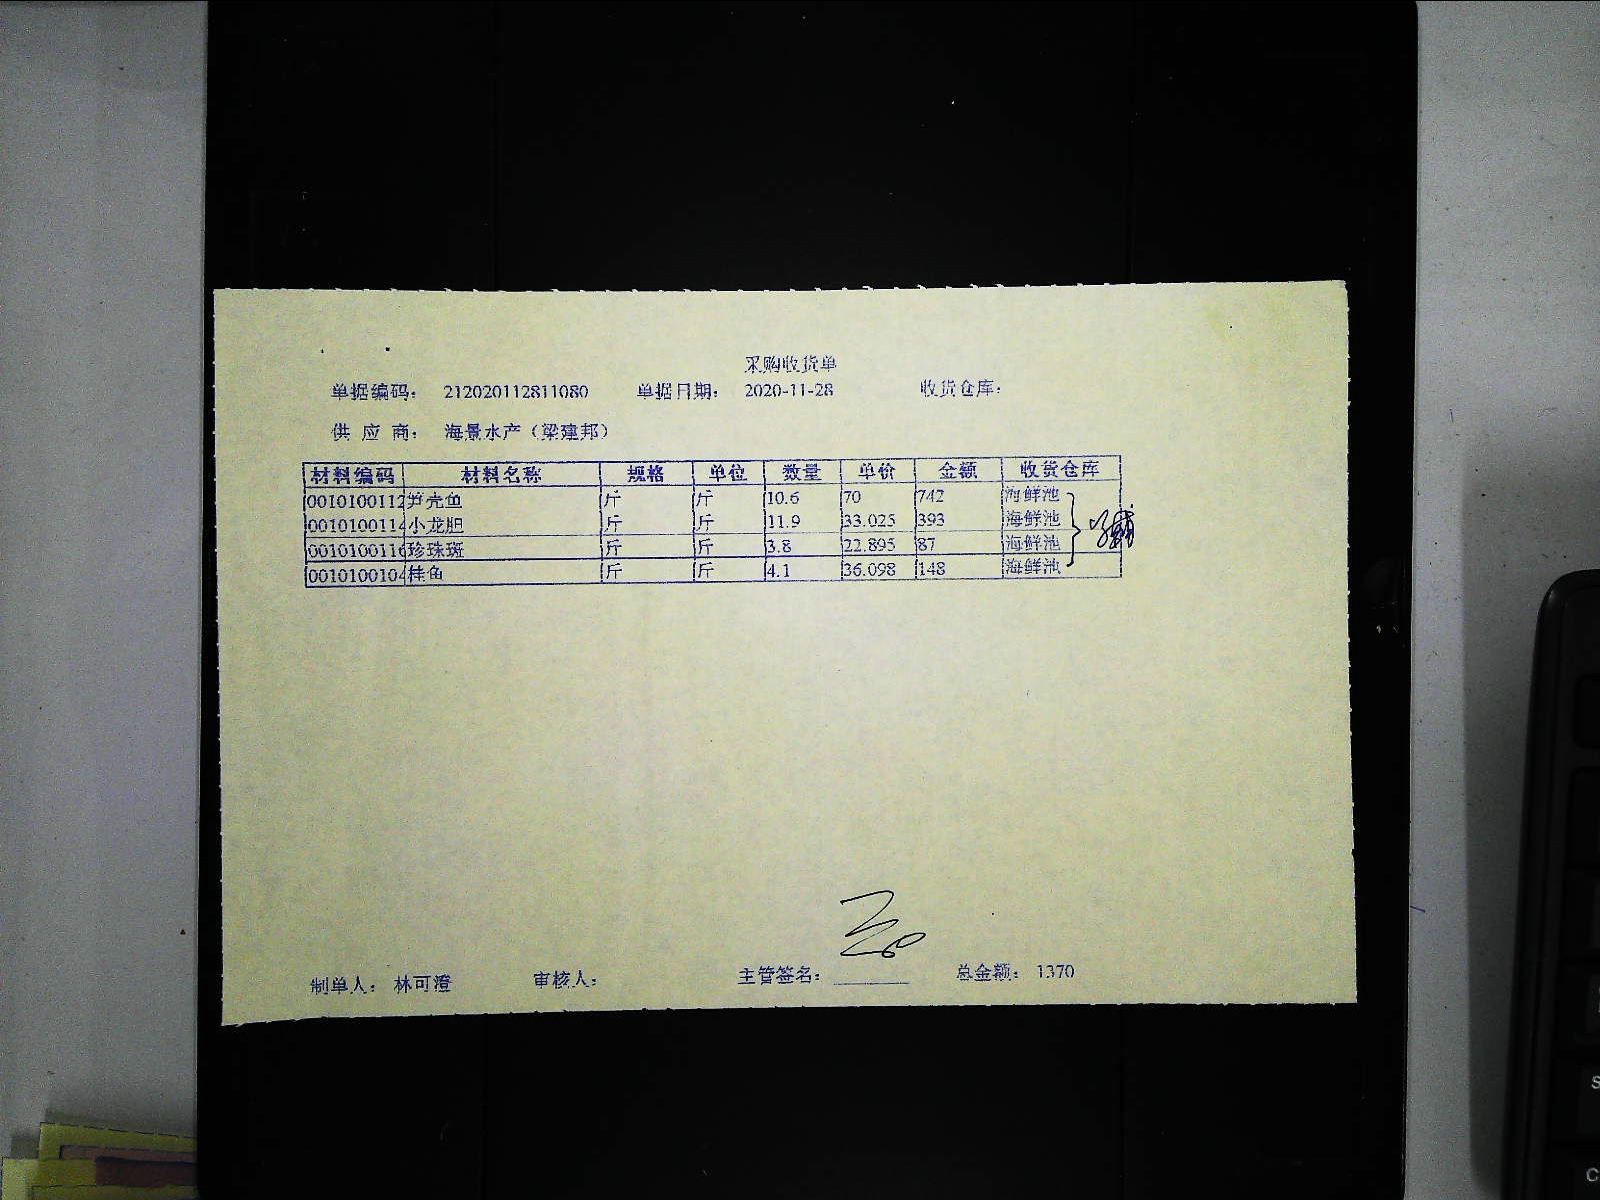 采购收货单
单据编码： 212020112811080 单据日期： 2020-11-28 收货仓库：
供 应 商： 海景水产（梁建邦）
材料编码 材料名称 规格 单位 数量 单价 金额 收货仓库
0010100112 笋壳鱼 斤 斤 10.6 70 742 海鲜池
0010100114 小龙胆 斤 斤 11.9 33.025 393 海鲜池
0010100116 珍珠斑 斤 斤 3.8 22.895 87 海鲜池
0010100104 桂鱼 斤 斤 4.1 36.098 148 海鲜池
制单人： 林可澄 审核人： 主管签名： 总金额： 1370